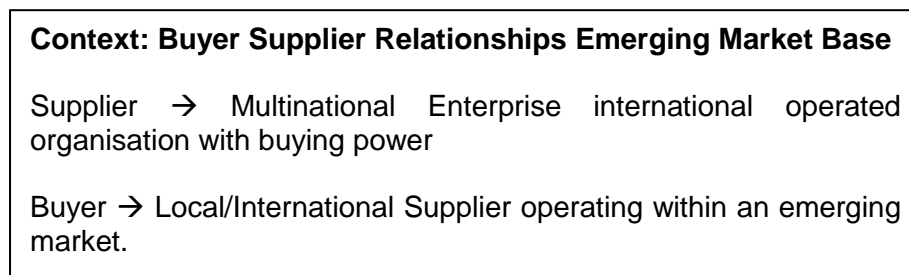 Context: Buyer Supplier Relationships Emerging Market Base
Supplier → Multinational Enterprise international operated
organisation with buying power
Buyer → Local/International Supplier operating within an emerging
market.